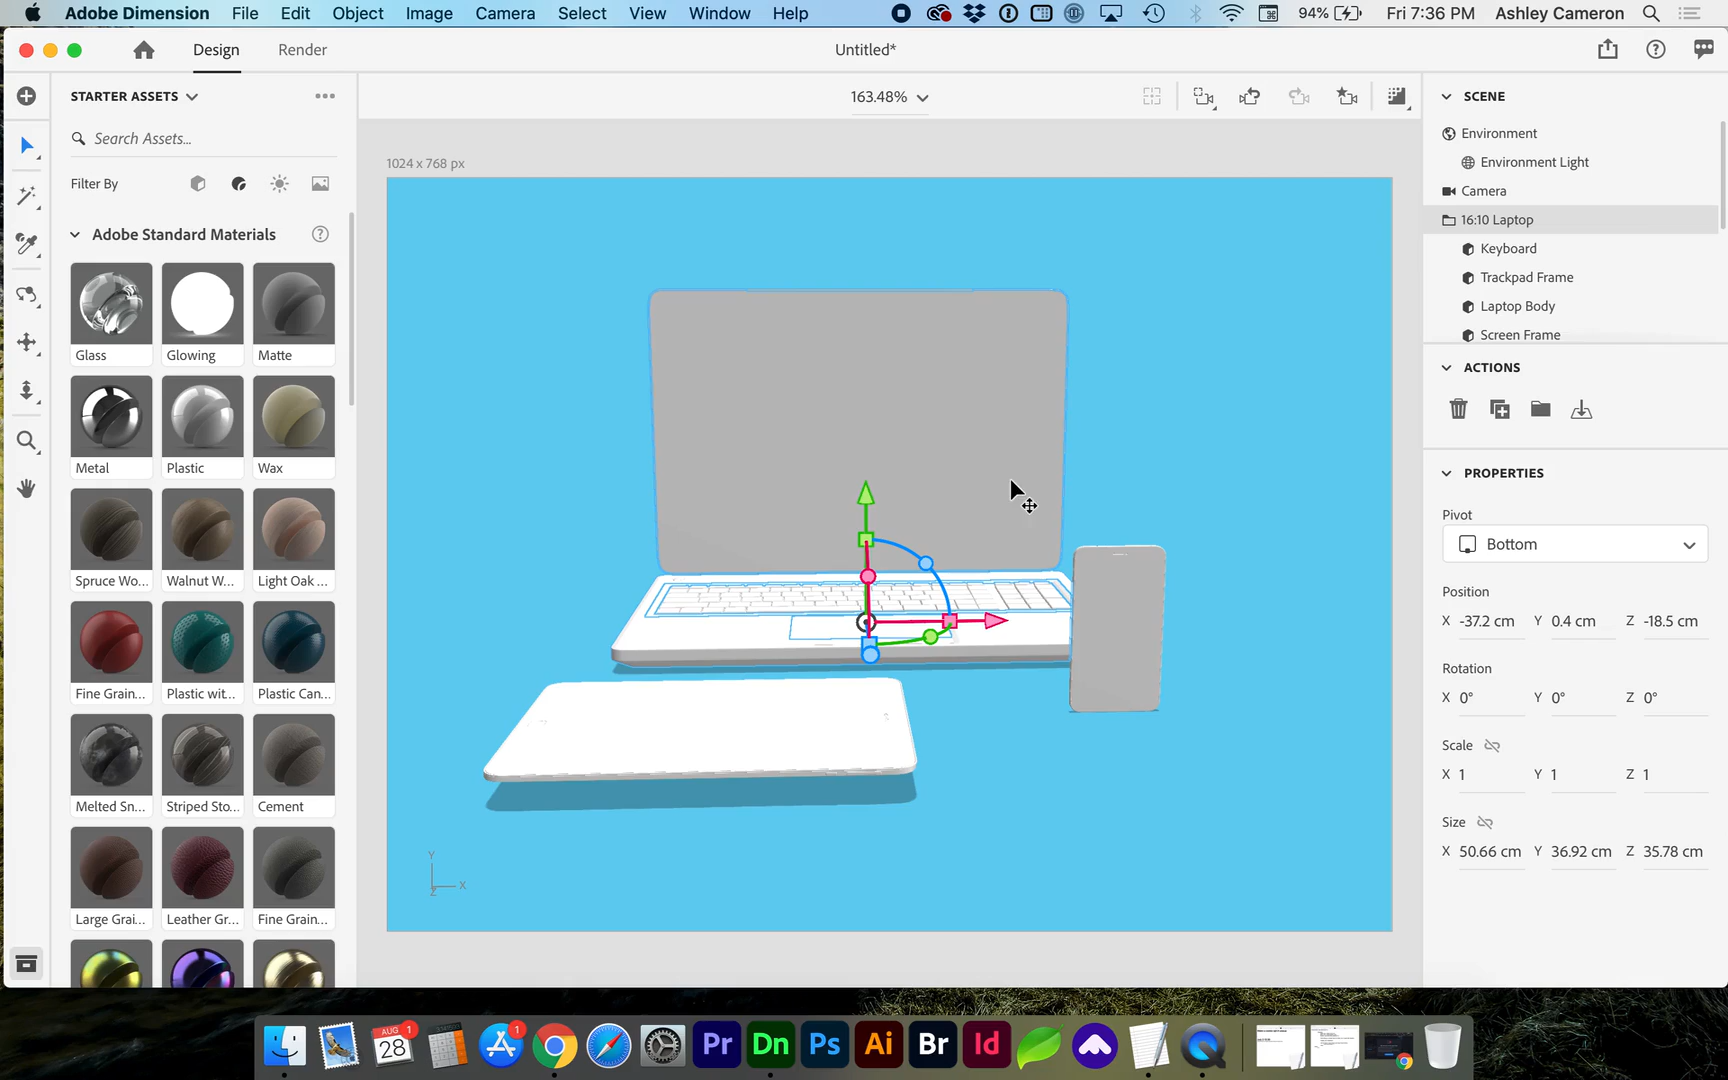 Adobe Dimension File Edit Object Image Camera Select View Window Help 94% Fri 7:36 PM Ashley Cameron
Design Render Untitled*
STARTER ASSETS
Search Assets...
Filter By
Adobe Standard Materials
Glass Glowing Matte
Metal Plastic Wax
Spruce Wo... Walnut W... Light Oak ...
Fine Grain... Plastic wit... Plastic Can...
Melted Sn... Striped Sto... Cement
Large Grai... Leather Gr... Fine Grain...
163.48%
1024 x 768 px
Y
X
Z
SCENE
Environment
Environment Light
Camera
16:10 Laptop
Keyboard
Trackpad Frame
Laptop Body
Screen Frame
ACTIONS
PROPERTIES
Pivot
Bottom
Position
X -37.2 cm Y 0.4 cm Z -18.5 cm
Rotation
X 0° Y 0° Z 0°
Scale
X 1 Y 1 Z 1
Size
X 50.66 cm Y 36.92 cm Z 35.78 cm
AUG 1
28
1
Pr Dn Ps Ai Br Id